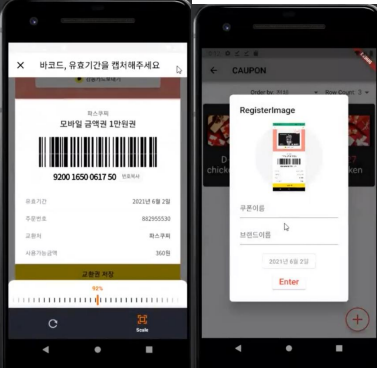 바코드, 유효기간을 캡처해주세요
파스쿠찌
모바일 금액권 1만원권
9200 1650 0617 50
유효기간 2021년 6월 2일
주문번호 882955530
교환처 파스쿠찌
사용가능금액 360원
교환권 저장
92%
Scale
CAUPON
Order by: 전체
Row Count: 3
RegisterImage
쿠폰이름
브랜드이름
2021년 6월 2일
Enter